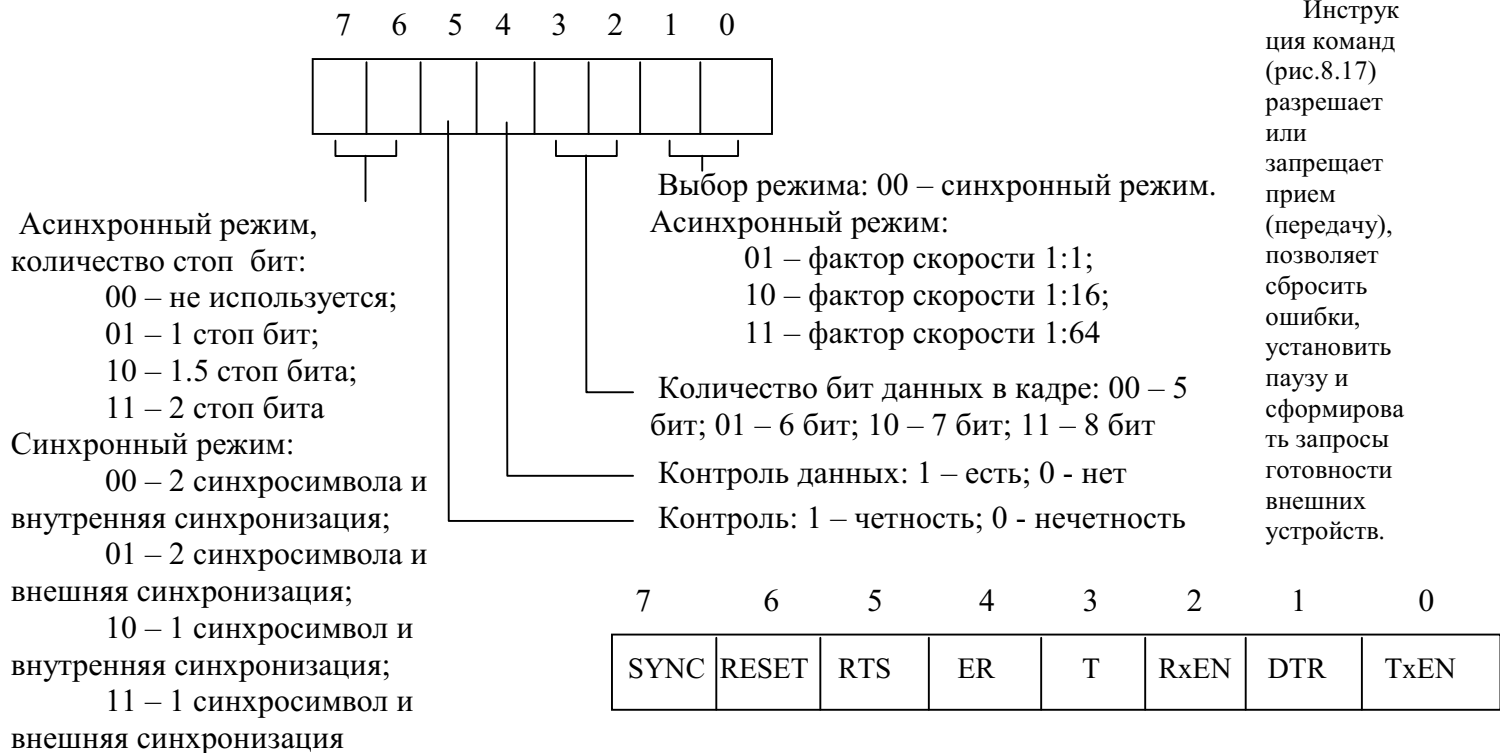 7 6 5 4 3 2 1 0
Асинхронный режим,
количество стоп бит:
00 – не используется;
01 – 1 стоп бит;
10 – 1.5 стоп бита;
11 – 2 стоп бита
Синхронный режим:
00 – 2 синхросимвола и
внутренняя синхронизация;
01 – 2 синхросимвола и
внешняя синхронизация;
10 – 1 синхросимвол и
внутренняя синхронизация;
11 – 1 синхросимвол и
внешняя синхронизация
Выбор режима: 00 – синхронный режим.
Асинхронный режим:
01 – фактор скорости 1:1;
10 – фактор скорости 1:16;
11 – фактор скорости 1:64
Количество бит данных в кадре: 00 – 5
бит; 01 – 6 бит; 10 – 7 бит; 11 – 8 бит
Контроль данных: 1 – есть; 0 - нет
Контроль: 1 – четность; 0 - нечетность
Инструк
ция команд
(рис.8.17)
разрешает
или
запрещает
прием
(передачу),
позволяет
сбросить
ошибки,
установить
паузу и
сформирова
ть запросы
готовности
внешних
устройств.
7 6 5 4 3 2 1 0
SYNC RESET RTS ER T RxEN DTR TxEN